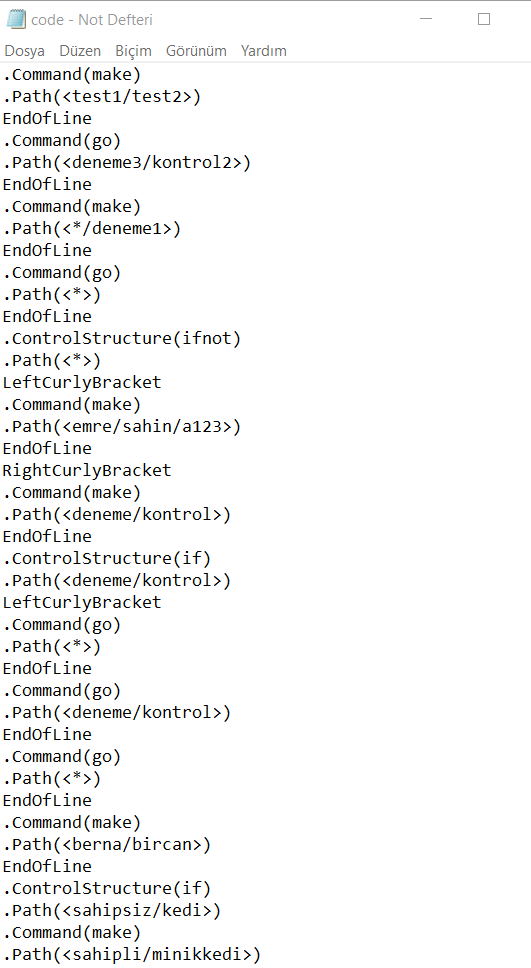 code - Not Defteri
Dosya Düzen Biçim Görünüm Yardım
.Command(make)
.Path(<test1/test2>)
EndOfLine
.Command(go)
.Path(<deneme3/kontrol2>)
EndOfLine
.Command(make)
.Path(<*/deneme1>)
EndOfLine
.Command(go)
.Path(<*>)
EndOfLine
.ControlStructure(ifnot)
.Path(<*>)
LeftCurlyBracket
.Command(make)
.Path(<emre/sahin/a123>)
EndOfLine
RightCurlyBracket
.Command(make)
.Path(<deneme/kontrol>)
EndOfLine
.ControlStructure(if)
.Path(<deneme/kontrol>)
LeftCurlyBracket
.Command(go)
.Path(<*>)
EndOfLine
.Command(go)
.Path(<deneme/kontrol>)
EndOfLine
.Command(go)
.Path(<*>)
EndOfLine
.Command(make)
.Path(<berna/bircan>)
EndOfLine
.ControlStructure(if)
.Path(<sahipsiz/kedi>)
.Command(make)
.Path(<sahipli/minikkedi>)